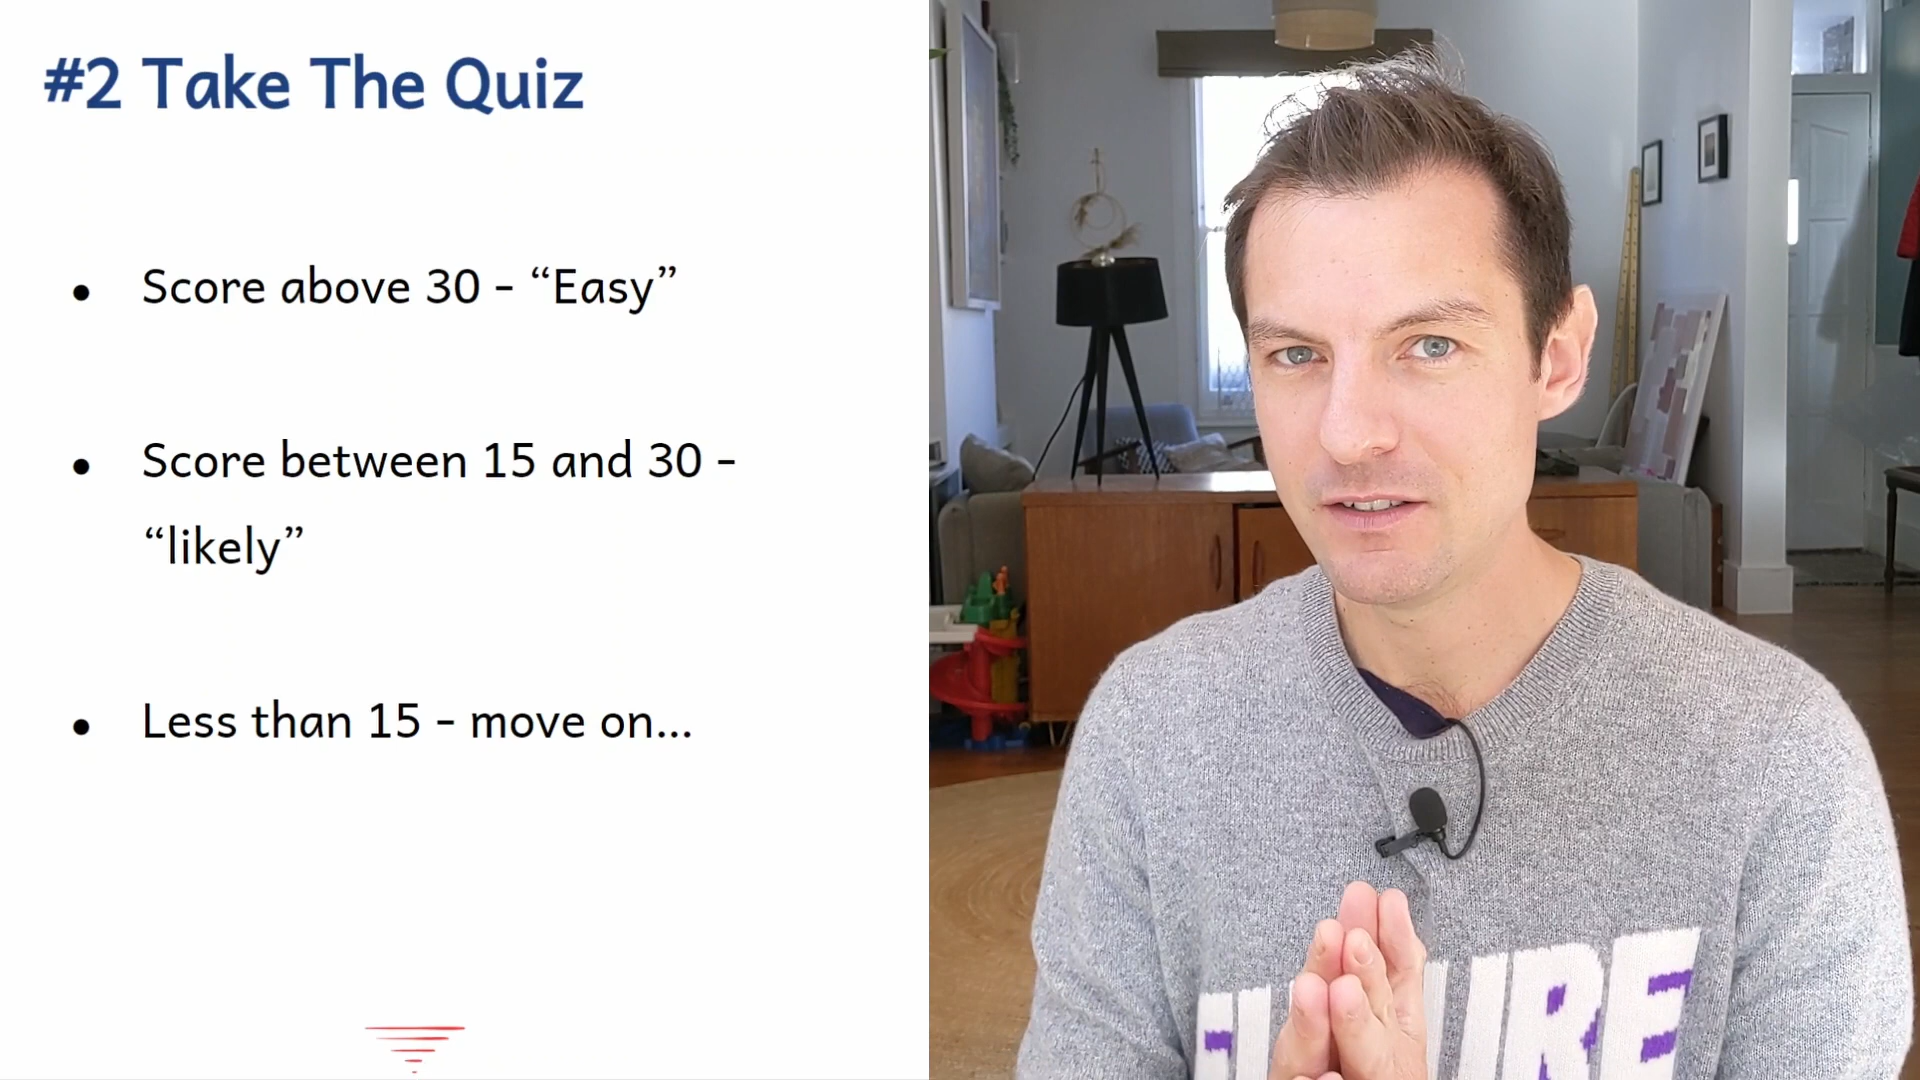 #2 Take The Quiz
• Score above 30 - “Easy”
• Score between 15 and 30 -
“likely”
• Less than 15 - move on...